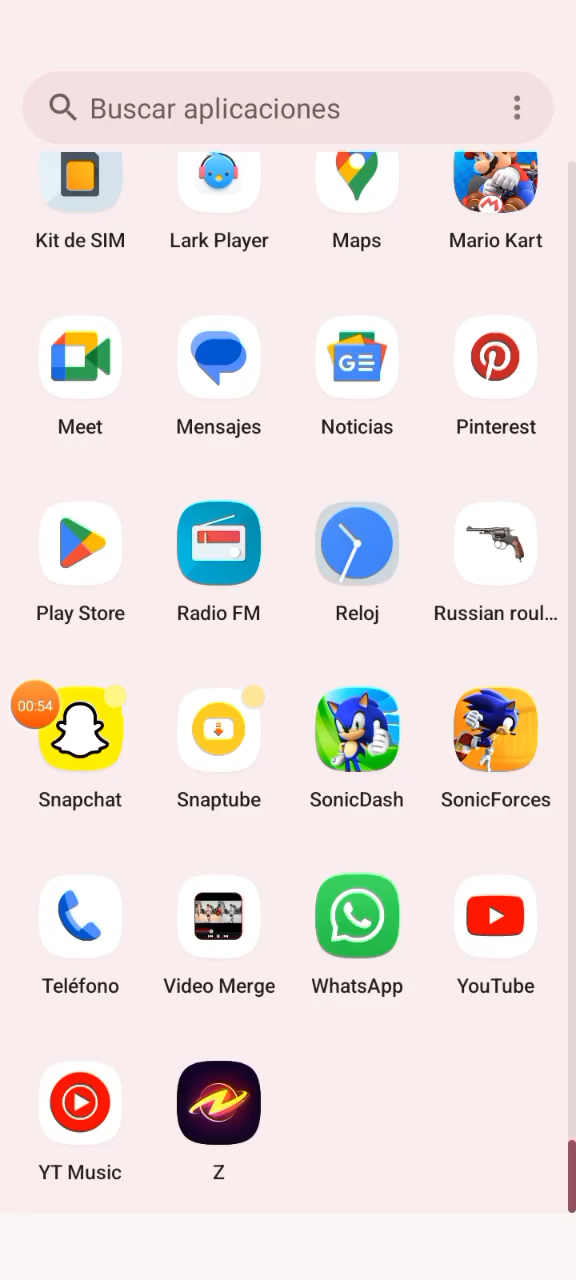 Buscar aplicaciones
Kit de SIM
Lark Player
Maps
Mario Kart
Meet
Mensajes
Noticias
Pinterest
Play Store
Radio FM
Reloj
Russian roul...
00:54
Snapchat
Snaptube
SonicDash
SonicForces
Teléfono
Video Merge
WhatsApp
YouTube
YT Music
Z